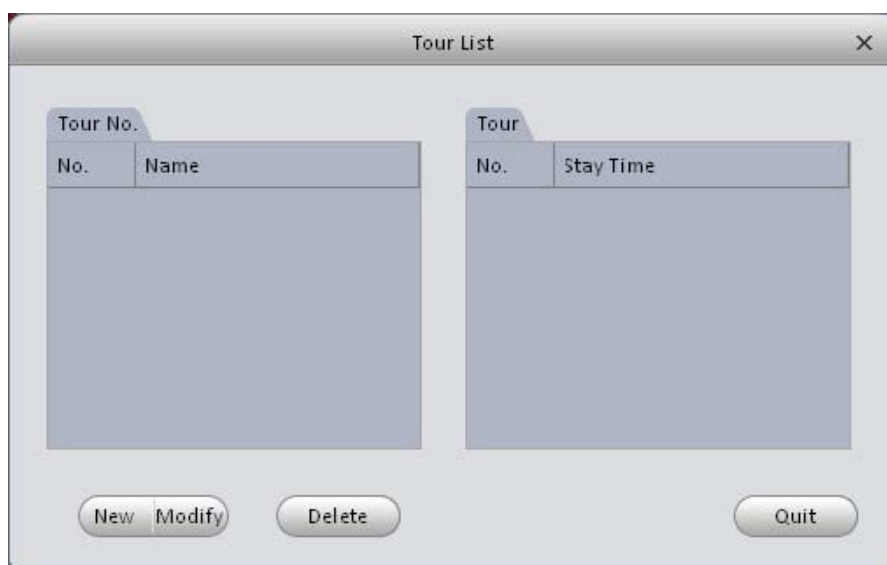 Tour List
Tour No.
No. Name
Tour
No. Stay Time
New Modify Delete Quit